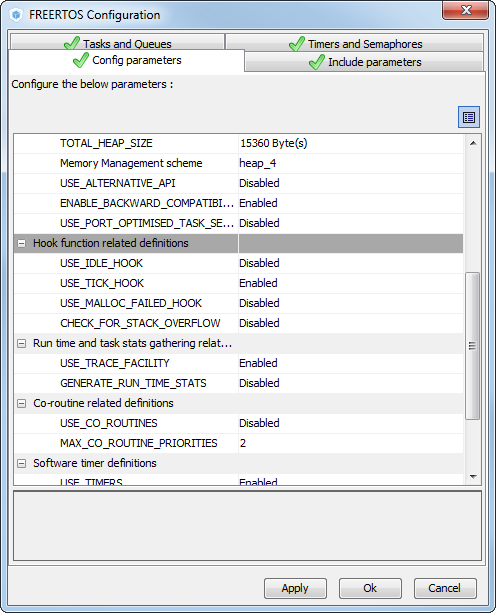 FREERTOS Configuration
Tasks and Queues
Timers and Semaphores
Config parameters
Include parameters
Configure the below parameters :
TOTAL_HEAP_SIZE 15360 Byte(s)
Memory Management scheme heap_4
USE_ALTERNATIVE_API Disabled
ENABLE_BACKWARD_COMPATIBI... Enabled
USE_PORT_OPTIMISED_TASK_SE... Disabled
Hook function related definitions
USE_IDLE_HOOK Disabled
USE_TICK_HOOK Enabled
USE_MALLOC_FAILED_HOOK Disabled
CHECK_FOR_STACK_OVERFLOW Disabled
Run time and task stats gathering relat...
USE_TRACE_FACILITY Enabled
GENERATE_RUN_TIME_STATS Disabled
Co-routine related definitions
USE_CO_ROUTINES Disabled
MAX_CO_ROUTINE_PRIORITIES 2
Software timer definitions
USE_TIMERS Enabled
Apply
Ok
Cancel